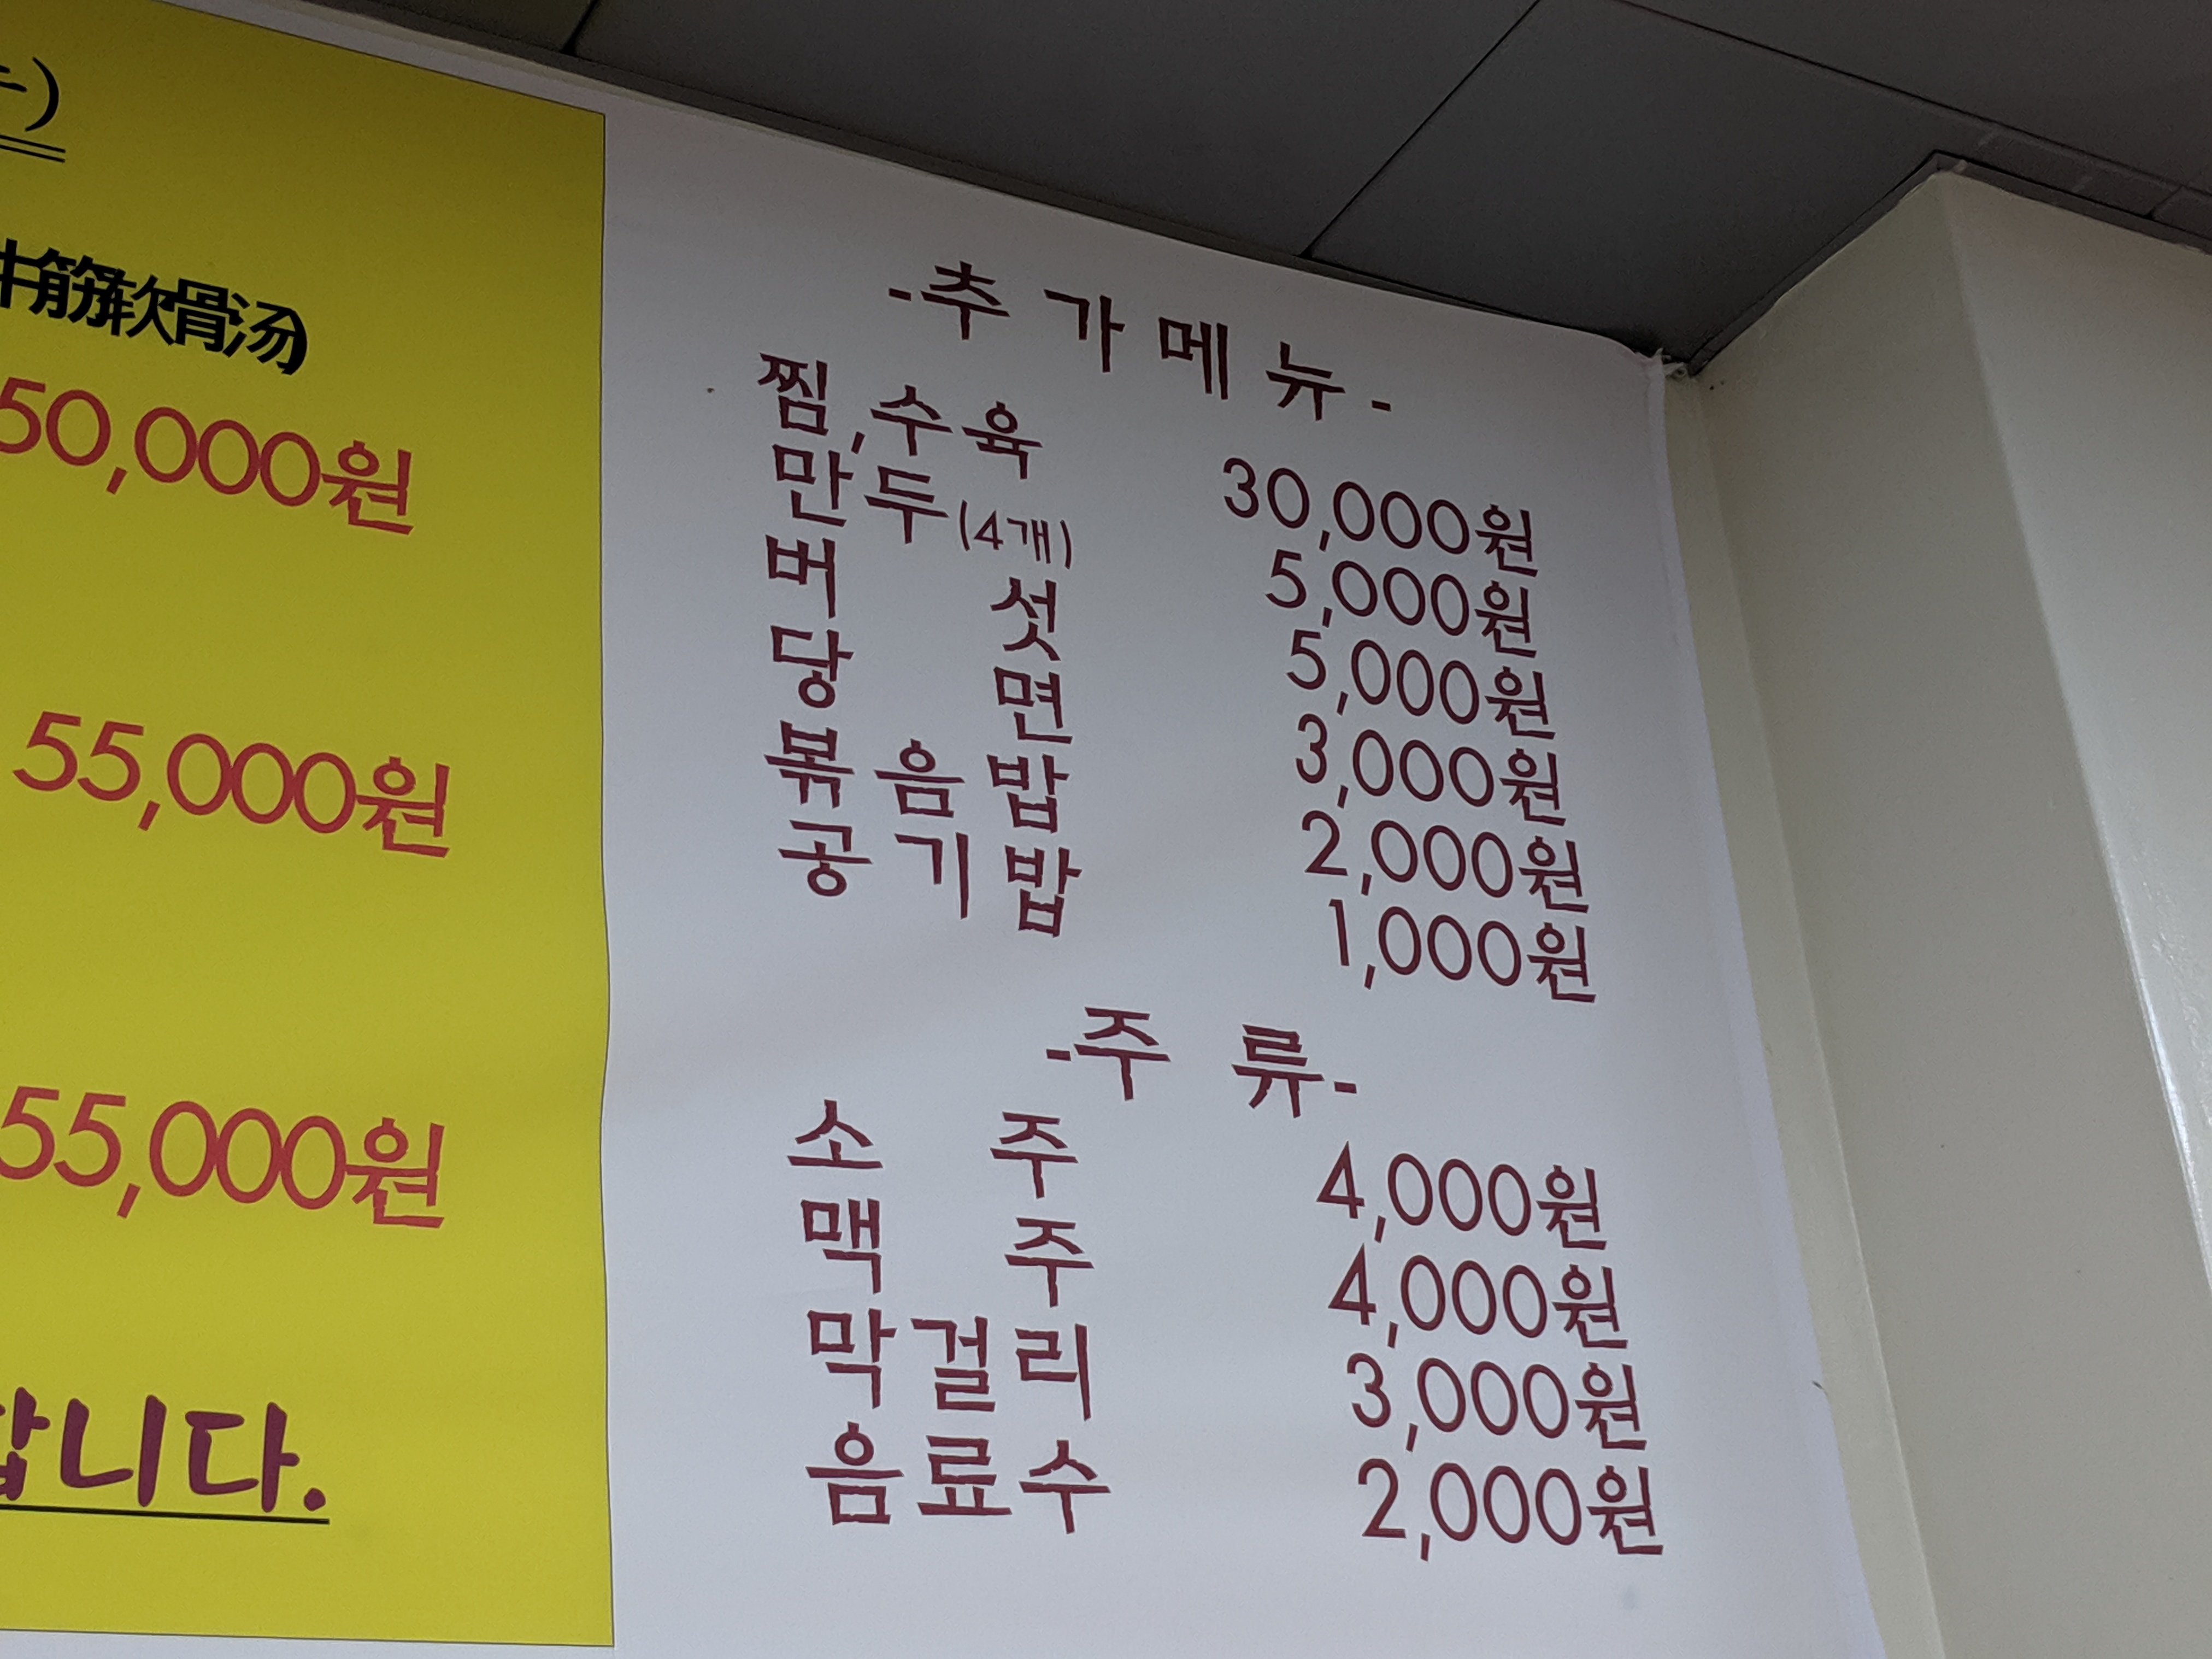 牛筋软骨汤)
50,000원
55,000원
55,000원
합니다.
-추가메뉴-
찜,수육 30,000원
만두(4개) 5,000원
버섯 5,000원
당면 3,000원
볶음밥 2,000원
공기밥 1,000원
-주류-
소주 4,000원
맥주 4,000원
막걸리 3,000원
음료수 2,000원